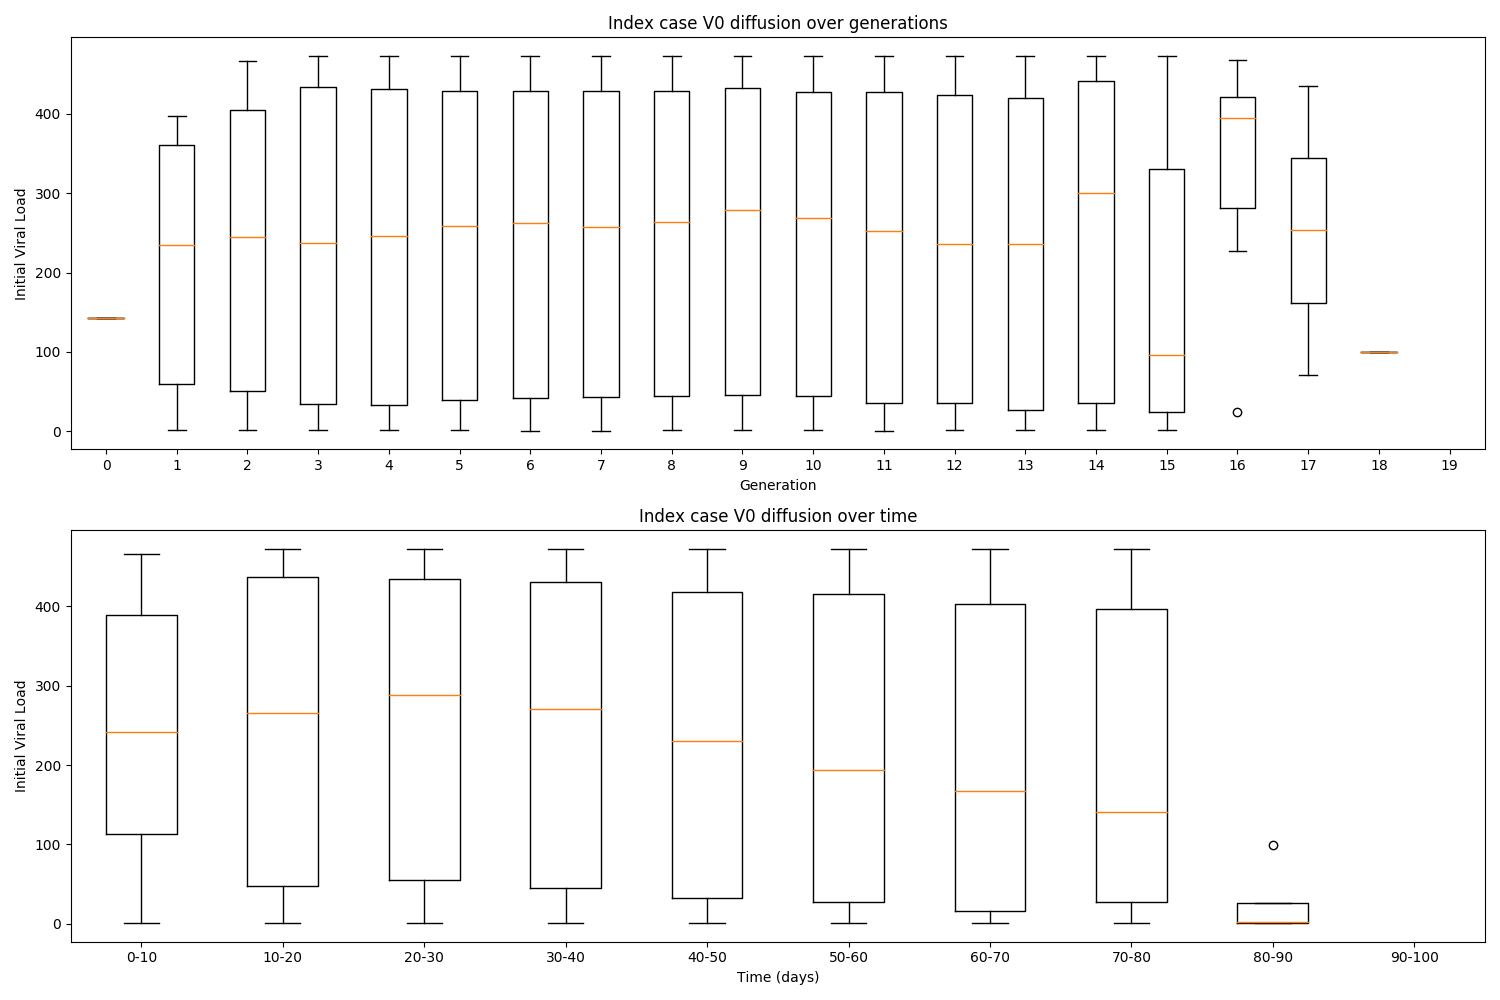 Index case V0 diffusion over generations
Initial Viral Load
400
300
200
100
0
0 1 2 3 4 5 6 7 8 9 10 11 12 13 14 15 16 17 18 19
Generation
Index case V0 diffusion over time
Initial Viral Load
400
300
200
100
0
0-10 10-20 20-30 30-40 40-50 50-60 60-70 70-80 80-90 90-100
Time (days)